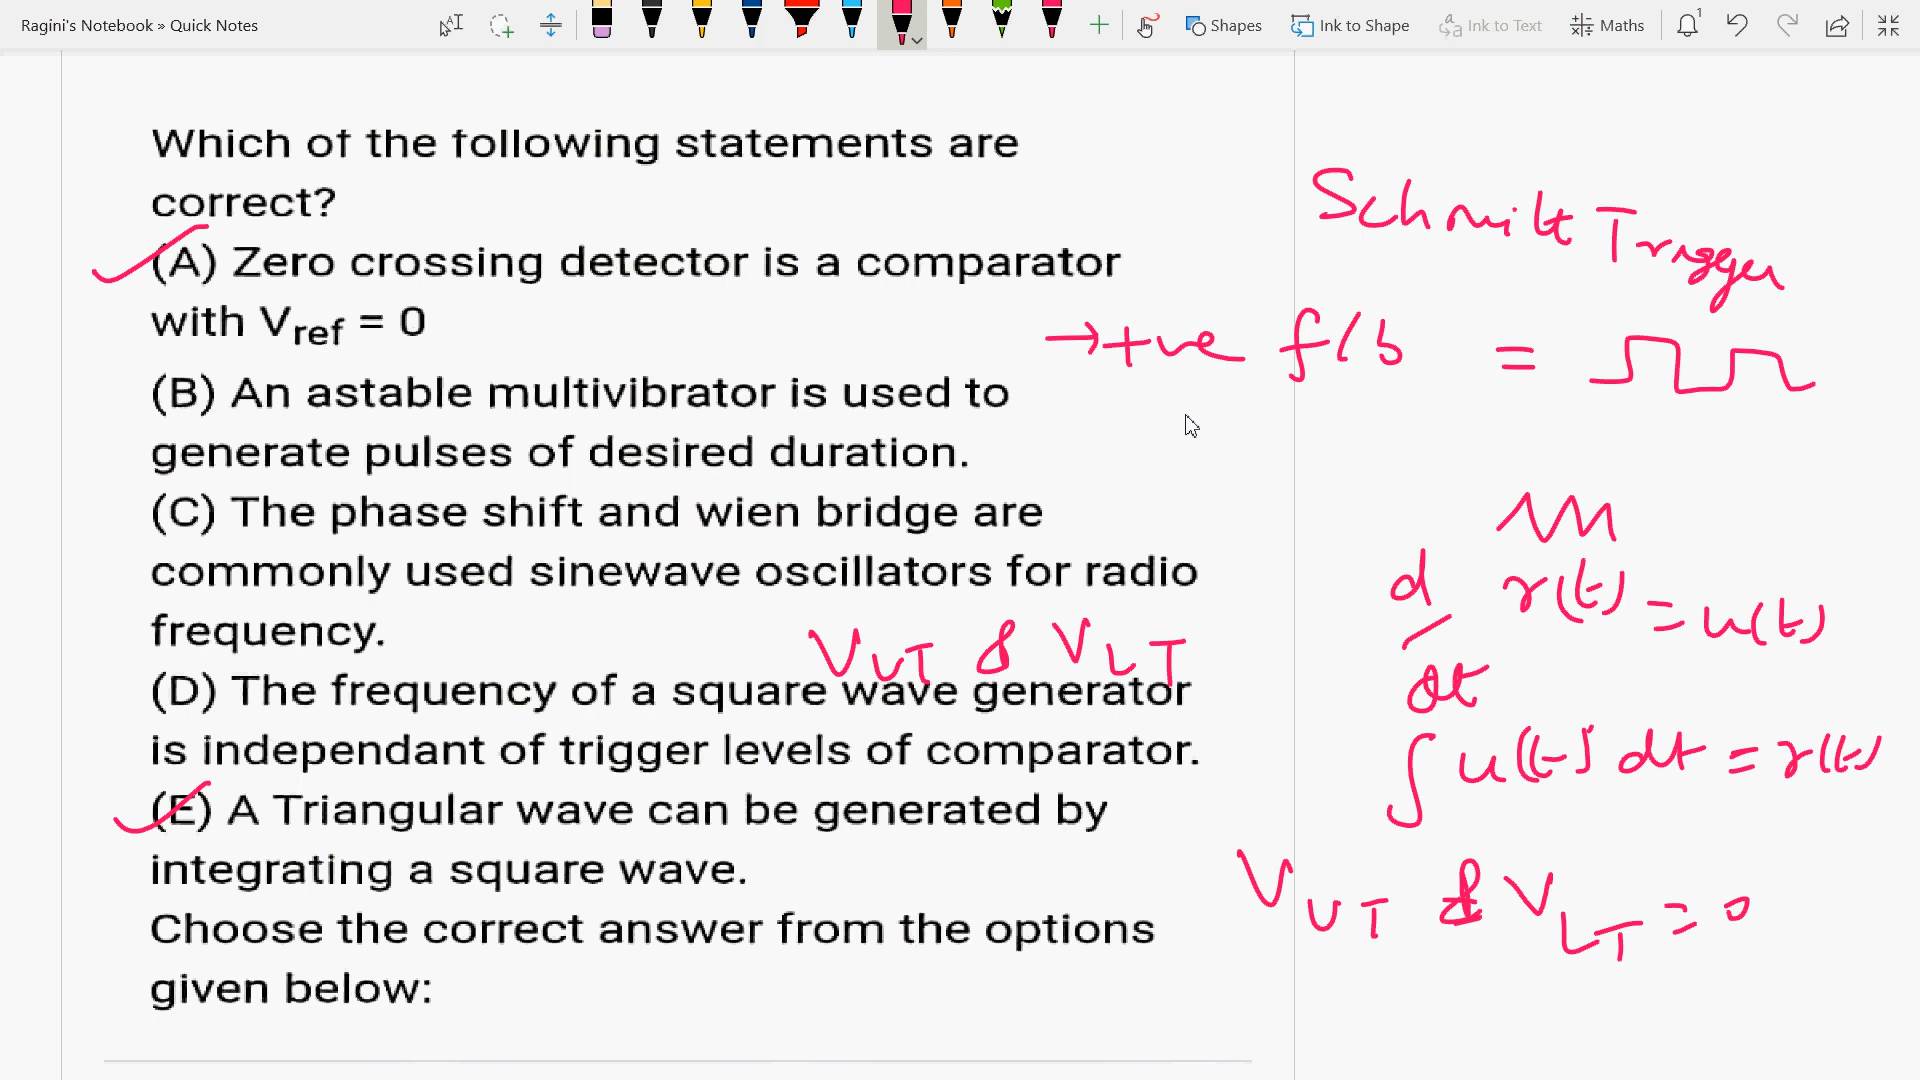 Ragini's Notebook » Quick Notes
Shapes
Ink to Shape
Ink to Text
Maths
1
Which of the following statements are
correct?
(A) Zero crossing detector is a comparator
with Vref = 0
(B) An astable multivibrator is used to
generate pulses of desired duration.
(C) The phase shift and wien bridge are
commonly used sinewave oscillators for radio
frequency.
(D) The frequency of a square wave generator
is independant of trigger levels of comparator.
(E) A Triangular wave can be generated by
integrating a square wave.
Choose the correct answer from the options
given below:
Schmitt Trigger
→ +ve f/b =
d/dt r(t) = u(t)
VUT & VLT
∫ u(t) dt = r(t)
VUT & VLT = 0